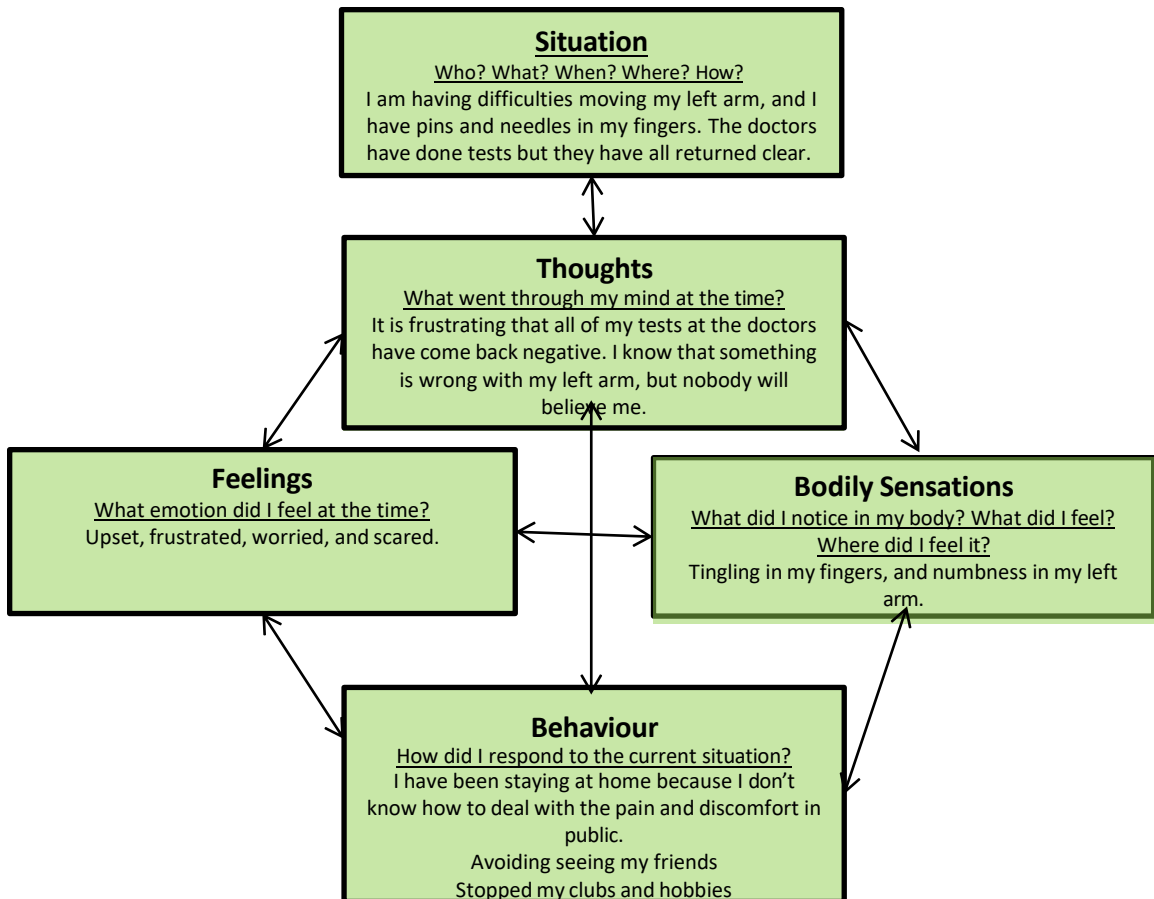 Situation
Who? What? When? Where? How?
I am having difficulties moving my left arm, and I
have pins and needles in my fingers. The doctors
have done tests but they have all returned clear.
Thoughts
What went through my mind at the time?
It is frustrating that all of my tests at the doctors
have come back negative. I know that something
is wrong with my left arm, but nobody will
believe me.
Feelings
What emotion did I feel at the time?
Upset, frustrated, worried, and scared.
Bodily Sensations
What did I notice in my body? What did I feel?
Where did I feel it?
Tingling in my fingers, and numbness in my left
arm.
Behaviour
How did I respond to the current situation?
I have been staying at home because I don’t
know how to deal with the pain and discomfort in
public.
Avoiding seeing my friends
Stopped my clubs and hobbies